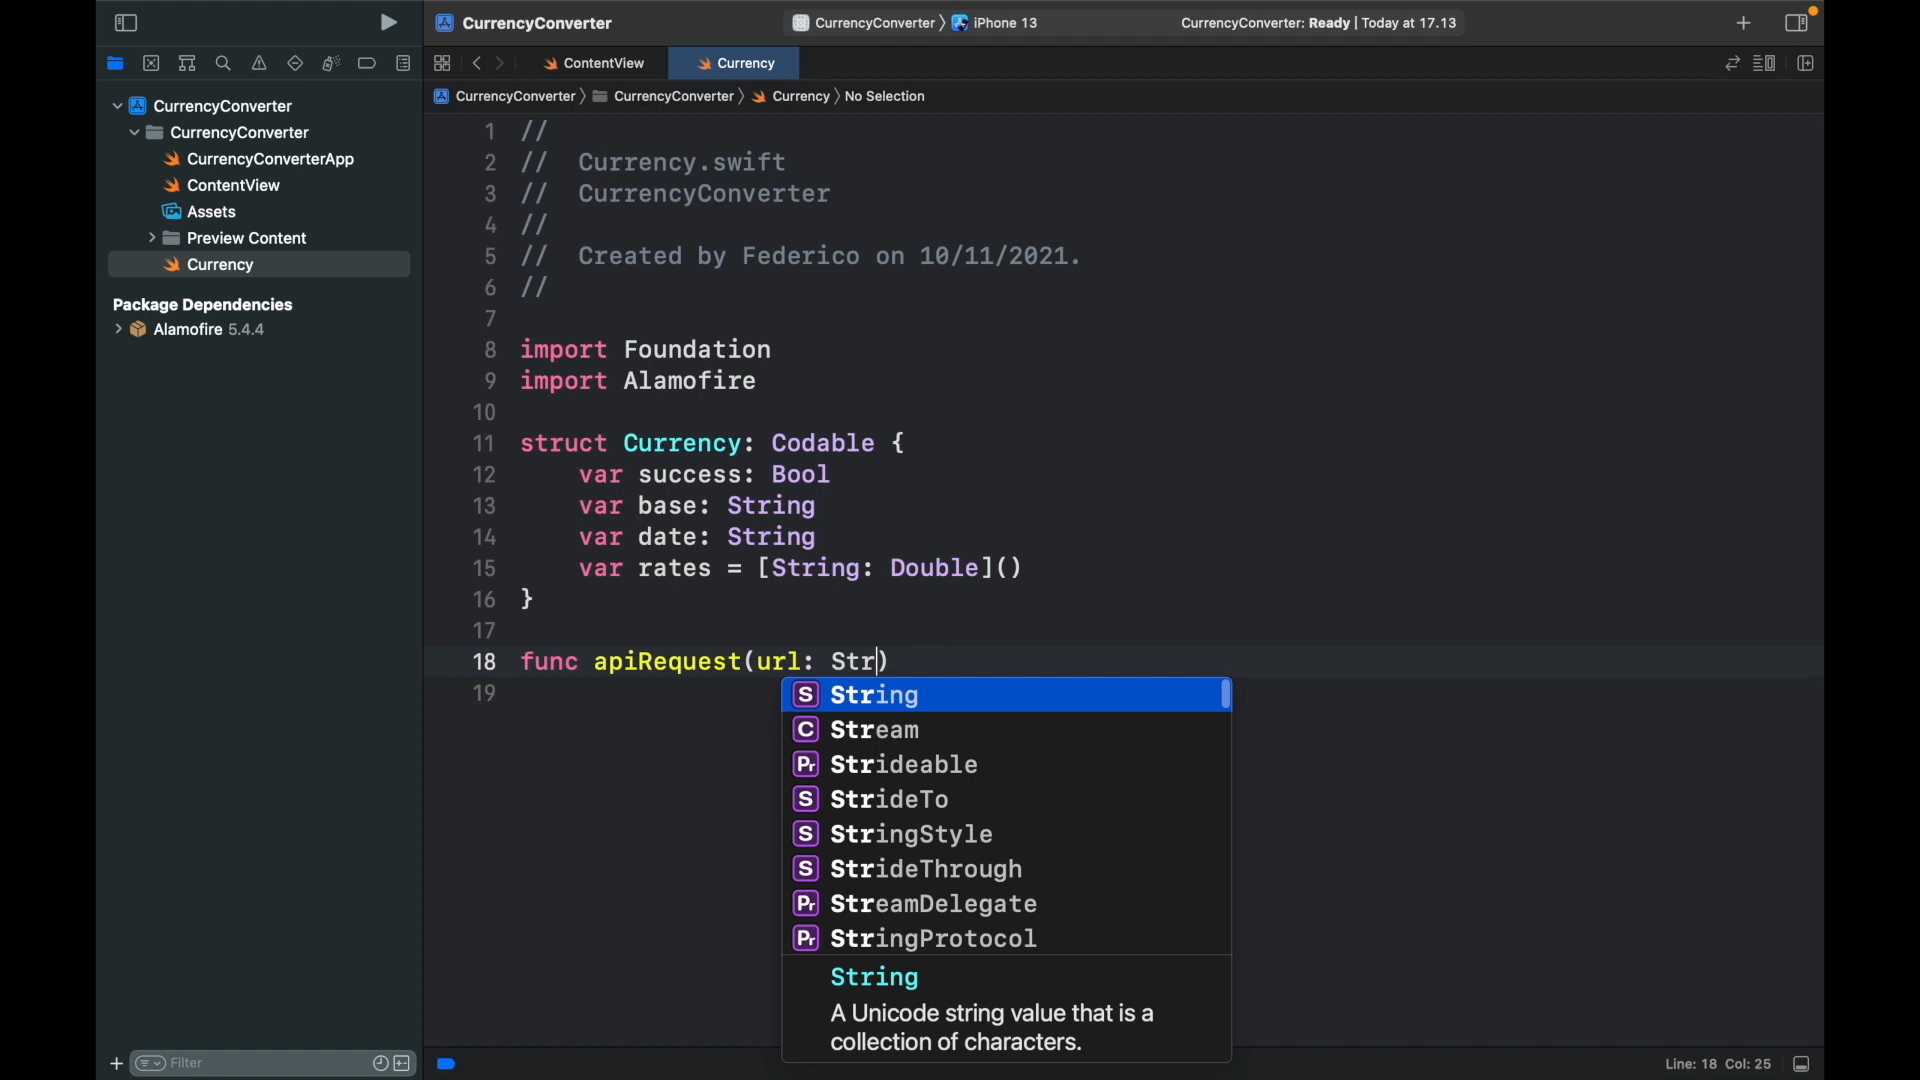 CurrencyConverter
CurrencyConverter 〉 iPhone 13
CurrencyConverter: Ready | Today at 17.13
ContentView
Currency
CurrencyConverter 〉 CurrencyConverter 〉 Currency 〉 No Selection
CurrencyConverter
CurrencyConverter
CurrencyConverterApp
ContentView
Assets
Preview Content
Currency
Package Dependencies
Alamofire 5.4.4
1 //
2 //  Currency.swift
3 //  CurrencyConverter
4 //
5 //  Created by Federico on 10/11/2021.
6 //
7
8 import Foundation
9 import Alamofire
10
11 struct Currency: Codable {
12     var success: Bool
13     var base: String
14     var date: String
15     var rates = [String: Double]()
16 }
17
18 func apiRequest(url: Str)
19
S String
C Stream
Pr Strideable
S StrideTo
S StringStyle
S StrideThrough
Pr StreamDelegate
Pr StringProtocol
String
A Unicode string value that is a
collection of characters.
Filter
Line: 18 Col: 25